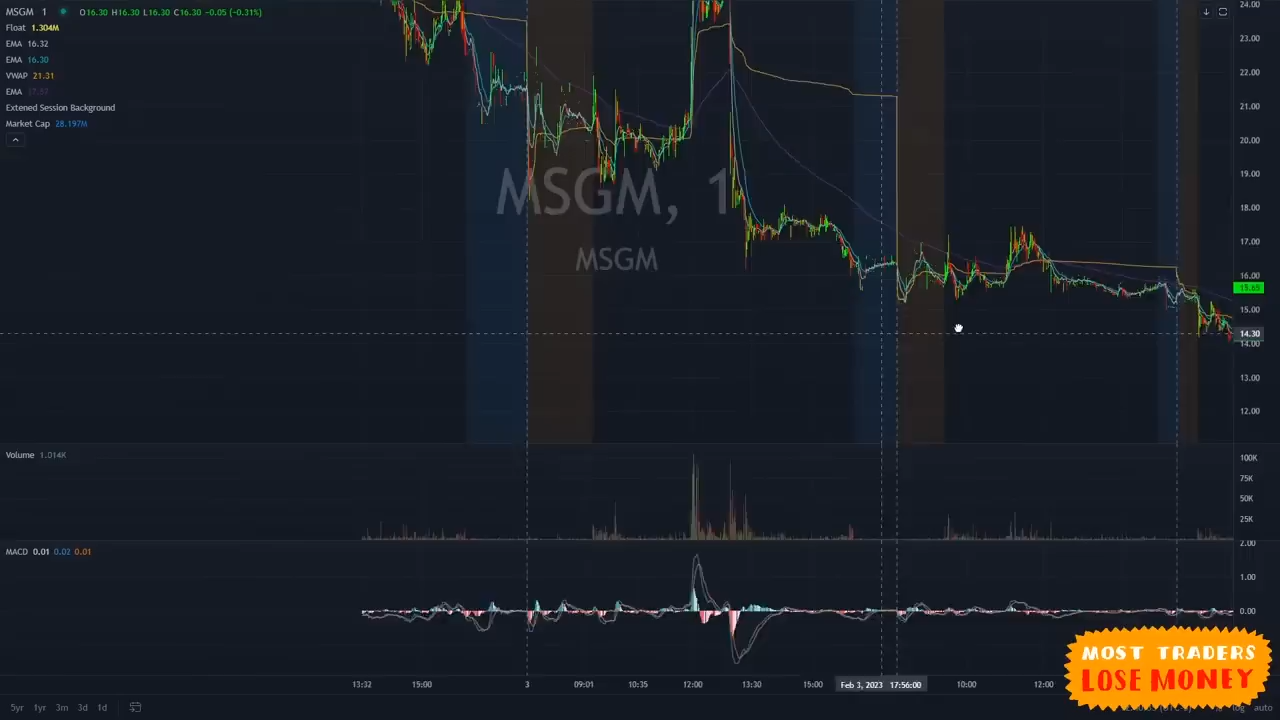 MSGM 1 O16.30 H16.30 L16.30 C16.30 −0.05 (−0.31%)
Float 1.304M
EMA 16.32
EMA 16.30
VWAP 21.31
EMA
Extened Session Background
Market Cap 28.197M
MSGM, 1
MSGM
24.00
23.00
22.00
21.00
20.00
19.00
18.00
17.00
16.00
15.65
15.00
14.30
14.00
13.00
12.00
Volume 1.014K
100K
75K
50K
25K
MACD 0.01 0.02 0.01
2.00
1.00
0.00
MOST TRADERS
LOSE MONEY
13:32 15:00 3 09:01 10:35 12:00 13:30 15:00 Feb 3, 2023 17:56:00 10:00 12:00
5yr 1yr 3m 3d 1d log auto